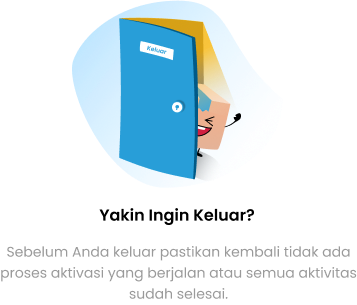 Keluar
Yakin Ingin Keluar?
Sebelum Anda keluar pastikan kembali tidak ada
proses aktivasi yang berjalan atau semua aktivitas
sudah selesai.